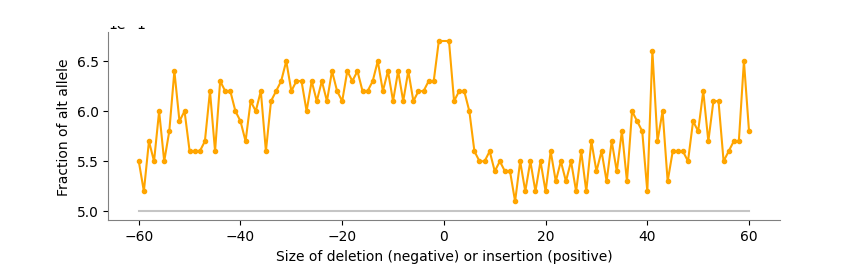 6.5
6.0
5.5
5.0
Fraction of alt allele
−60 −40 −20 0 20 40 60
Size of deletion (negative) or insertion (positive)